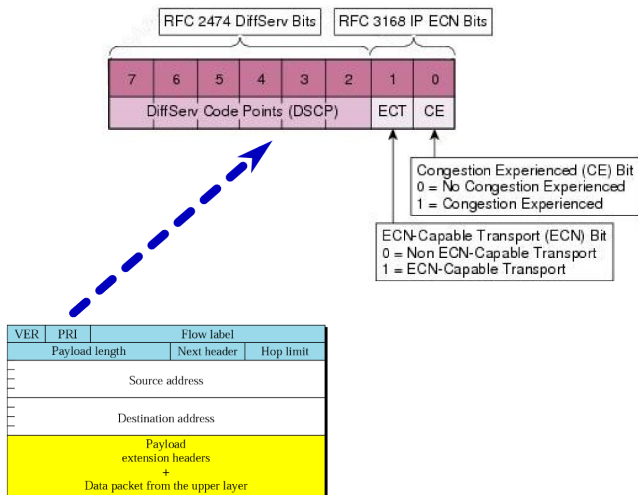 RFC 2474 DiffServ Bits
RFC 3168 IP ECN Bits
7 6 5 4 3 2 1 0
DiffServ Code Points (DSCP) ECT CE
Congestion Experienced (CE) Bit
0 = No Congestion Experienced
1 = Congestion Experienced
ECN-Capable Transport (ECN) Bit
0 = Non ECN-Capable Transport
1 = ECN-Capable Transport
VER PRI Flow label
Payload length Next header Hop limit
Source address
Destination address
Payload
extension headers
+
Data packet from the upper layer